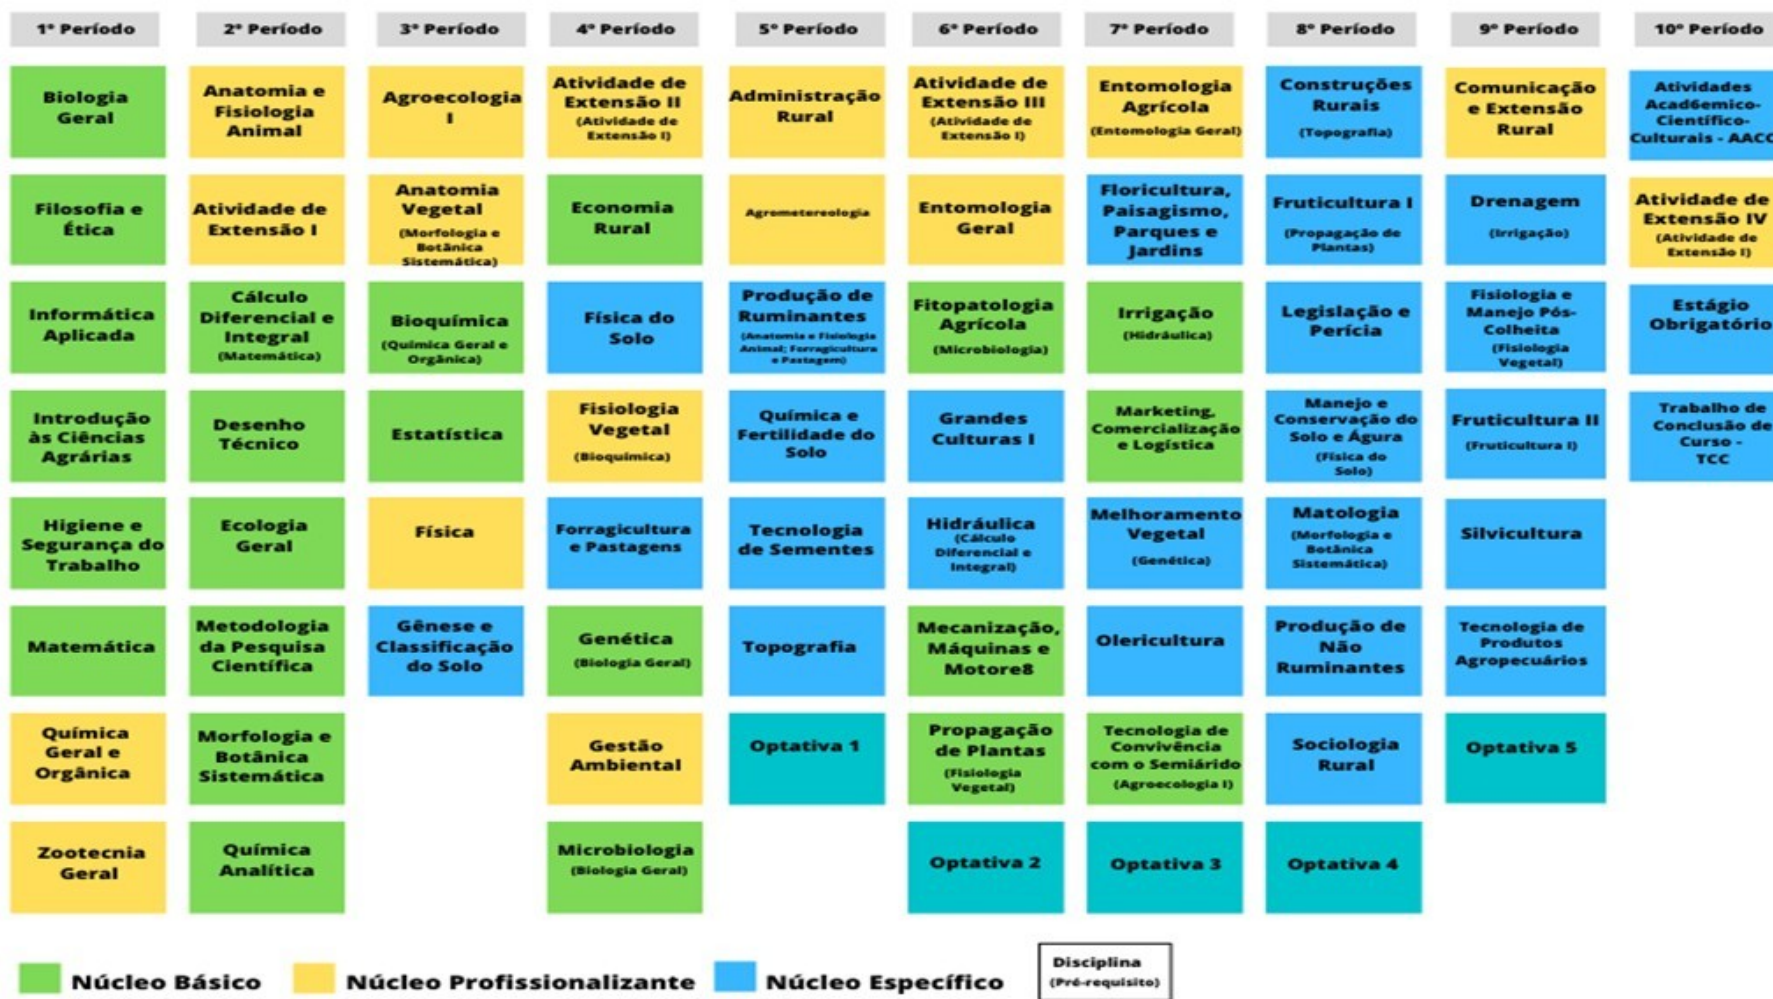 1º Período
2º Período
3º Período
4º Período
5º Período
6º Período
7º Período
8º Período
9º Período
10º Período
Biologia
Geral
Anatomia e
Fisiologia
Animal
Agroecologia
I
Atividade de
Extensão II
(Atividade de
Extensão I)
Administração
Rural
Atividade de
Extensão III
(Atividade de
Extensão I)
Entomologia
Agrícola
(Entomologia Geral)
Construções
Rurais
(Topografia)
Comunicação
e Extensão
Rural
Atividades
Acad6emico-
Científico-
Culturais - AACC
Filosofia e
Ética
Atividade de
Extensão I
Anatomia
Vegetal
(Morfologia e
Botânica
Sistemática)
Economia
Rural
Agrometereologia
Entomologia
Geral
Floricultura,
Paisagismo,
Parques e
Jardins
Fruticultura I
(Propagação de
Plantas)
Drenagem
(Irrigação)
Atividade de
Extensão IV
(Atividade de
Extensão I)
Informática
Aplicada
Cálculo
Diferencial e
Integral
(Matemática)
Bioquímica
(Química Geral e
Orgânica)
Física do
Solo
Produção de
Ruminantes
(Anatomia e Fisiologia
Animal; Forragicultura
e Pastagem)
Fitopatologia
Agrícola
(Microbiologia)
Irrigação
(Hidráulica)
Legislação e
Perícia
Fisiologia e
Manejo Pós-
Colheita
(Fisiologia
Vegetal)
Estágio
Obrigatório
Introdução
às Ciências
Agrárias
Desenho
Técnico
Estatística
Fisiologia
Vegetal
(Bioquímica)
Química e
Fertilidade do
Solo
Grandes
Culturas I
Marketing,
Comercialização
e Logística
Manejo e
Conservação do
Solo e Água
(Física do
Solo)
Fruticultura II
(Fruticultura I)
Trabalho de
Conclusão de
Curso -
TCC
Higiene e
Segurança do
Trabalho
Ecologia
Geral
Física
Forragicultura
e Pastagens
Tecnologia
de Sementes
Hidráulica
(Cálculo
Diferencial e
Integral)
Melhoramento
Vegetal
(Genética)
Matologia
(Morfologia e
Botânica
Sistemática)
Silvicultura
Matemática
Metodologia
da Pesquisa
Científica
Gênese e
Classificação
do Solo
Genética
(Biologia Geral)
Topografia
Mecanização,
Máquinas e
Motore8
Olericultura
Produção de
Não
Ruminantes
Tecnologia de
Produtos
Agropecuários
Química
Geral e
Orgânica
Morfologia e
Botânica
Sistemática
Gestão
Ambiental
Optativa 1
Propagação
de Plantas
(Fisiologia
Vegetal)
Tecnologia de
Convivência
com o Semiárido
(Agroecologia I)
Sociologia
Rural
Optativa 5
Zootecnia
Geral
Química
Analítica
Microbiologia
(Biologia Geral)
Optativa 2
Optativa 3
Optativa 4
Núcleo Básico
Núcleo Profissionalizante
Núcleo Específico
Disciplina
(Pré-requisito)